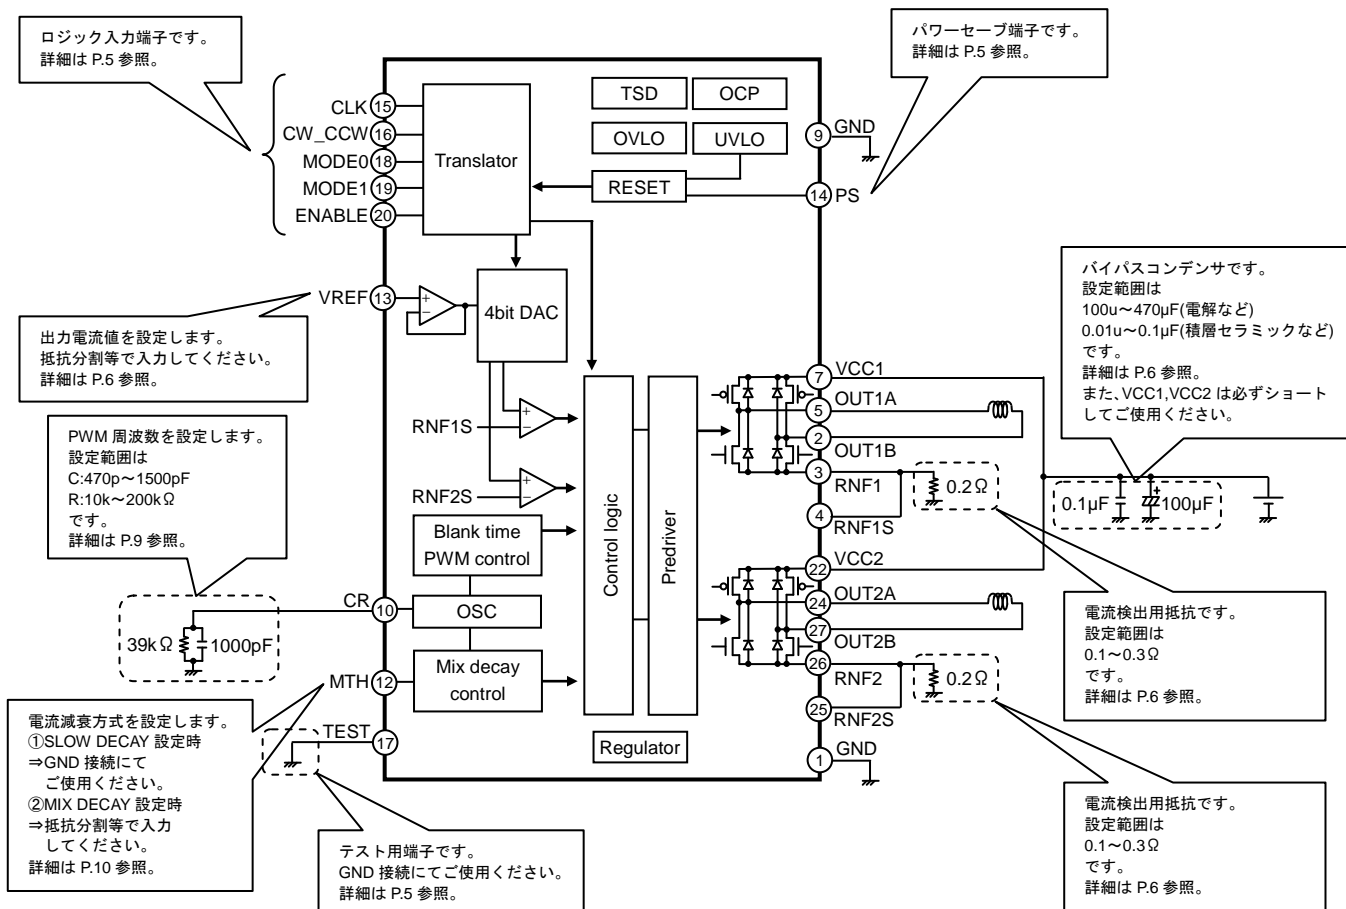 ロジック入力端子です。
詳細は P.5 参照。
パワーセーブ端子です。
詳細は P.5 参照。
CLK 15
CW_CCW 16
MODE0 18
MODE1 19
ENABLE 20
Translator
TSD
OCP
OVLO
UVLO
RESET
9 GND
14 PS
VREF 13
4bit DAC
+
−
出力電流値を設定します。
抵抗分割等で入力してください。
詳細は P.6 参照。
バイパスコンデンサです。
設定範囲は
100u～470µF(電解など)
0.01u～0.1µF(積層セラミックなど)
です。
詳細は P.6 参照。
また、VCC1,VCC2 は必ずショート
してご使用ください。
PWM 周波数を設定します。
設定範囲は
C:470p～1500pF
R:10k～200kΩ
です。
詳細は P.9 参照。
RNF1S
+
−
RNF2S
+
−
Blank time
PWM control
OSC
Mix decay
control
Control logic
Predriver
Regulator
7 VCC1
5 OUT1A
2 OUT1B
3 RNF1
4 RNF1S
0.2Ω
22 VCC2
24 OUT2A
27 OUT2B
26 RNF2
25 RNF2S
0.2Ω
1 GND
0.1µF
+
100µF
CR 10
39kΩ
1000pF
MTH 12
TEST 17
電流減衰方式を設定します。
①SLOW DECAY 設定時
⇒GND 接続にて
ご使用ください。
②MIX DECAY 設定時
⇒抵抗分割等で入力
してください。
詳細は P.10 参照。
テスト用端子です。
GND 接続にてご使用ください。
詳細は P.5 参照。
電流検出用抵抗です。
設定範囲は
0.1～0.3Ω
です。
詳細は P.6 参照。
電流検出用抵抗です。
設定範囲は
0.1～0.3Ω
です。
詳細は P.6 参照。